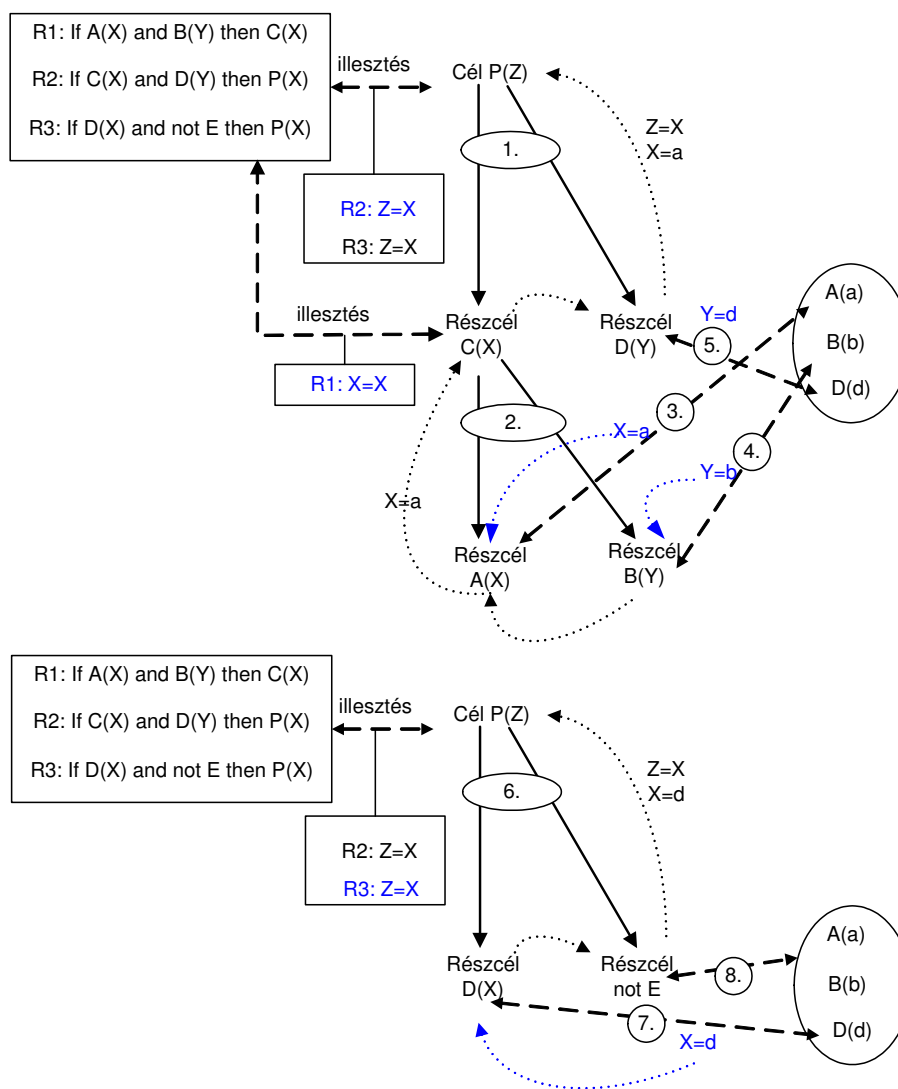 R1: If A(X) and B(Y) then C(X)
R2: If C(X) and D(Y) then P(X)
R3: If D(X) and not E then P(X)
illesztés
Cél P(Z)
Z=X
X=a
1.
R2: Z=X
R3: Z=X
illesztés
R1: X=X
Részcél
C(X)
Részcél
D(Y)
Y=d
5.
A(a)
B(b)
D(d)
2.
3.
X=a
4.
Y=b
X=a
Részcél
A(X)
Részcél
B(Y)
R1: If A(X) and B(Y) then C(X)
R2: If C(X) and D(Y) then P(X)
R3: If D(X) and not E then P(X)
illesztés
Cél P(Z)
Z=X
X=d
6.
R2: Z=X
R3: Z=X
Részcél
D(X)
Részcél
not E
8.
A(a)
B(b)
D(d)
7.
X=d